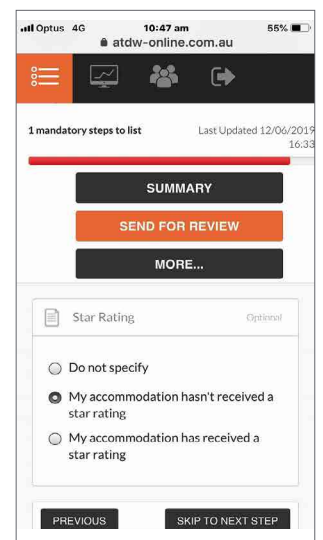 Optus 4G 10:47 am 55%
atdw-online.com.au
1 mandatory steps to list Last Updated 12/06/2019
16:33
SUMMARY
SEND FOR REVIEW
MORE...
Star Rating Optional
Do not specify
My accommodation hasn't received a
star rating
My accommodation has received a
star rating
PREVIOUS SKIP TO NEXT STEP